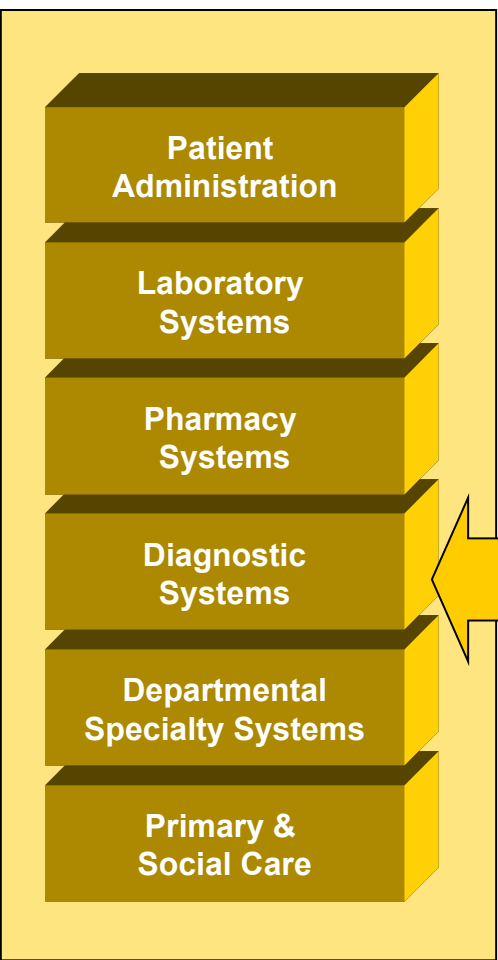 Patient
Administration
Laboratory
Systems
Pharmacy
Systems
Diagnostic
Systems
Departmental
Specialty Systems
Primary &
Social Care